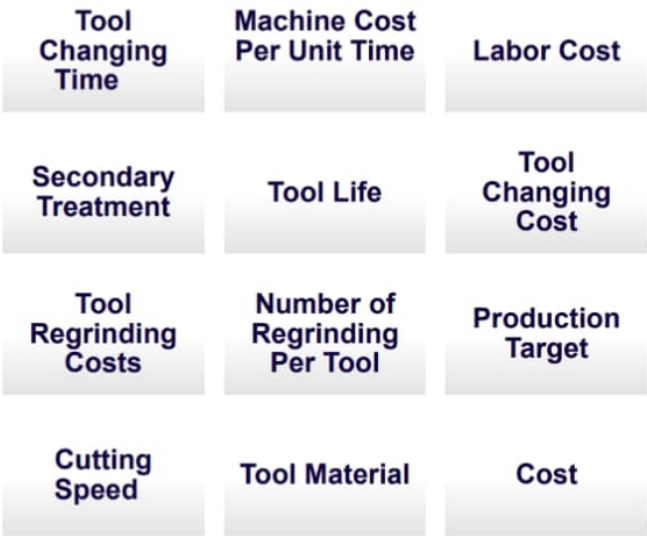 Tool
Changing
Time
Machine Cost
Per Unit Time
Labor Cost
Secondary
Treatment
Tool Life
Tool
Changing
Cost
Tool
Regrinding
Costs
Number of
Regrinding
Per Tool
Production
Target
Cutting
Speed
Tool Material
Cost